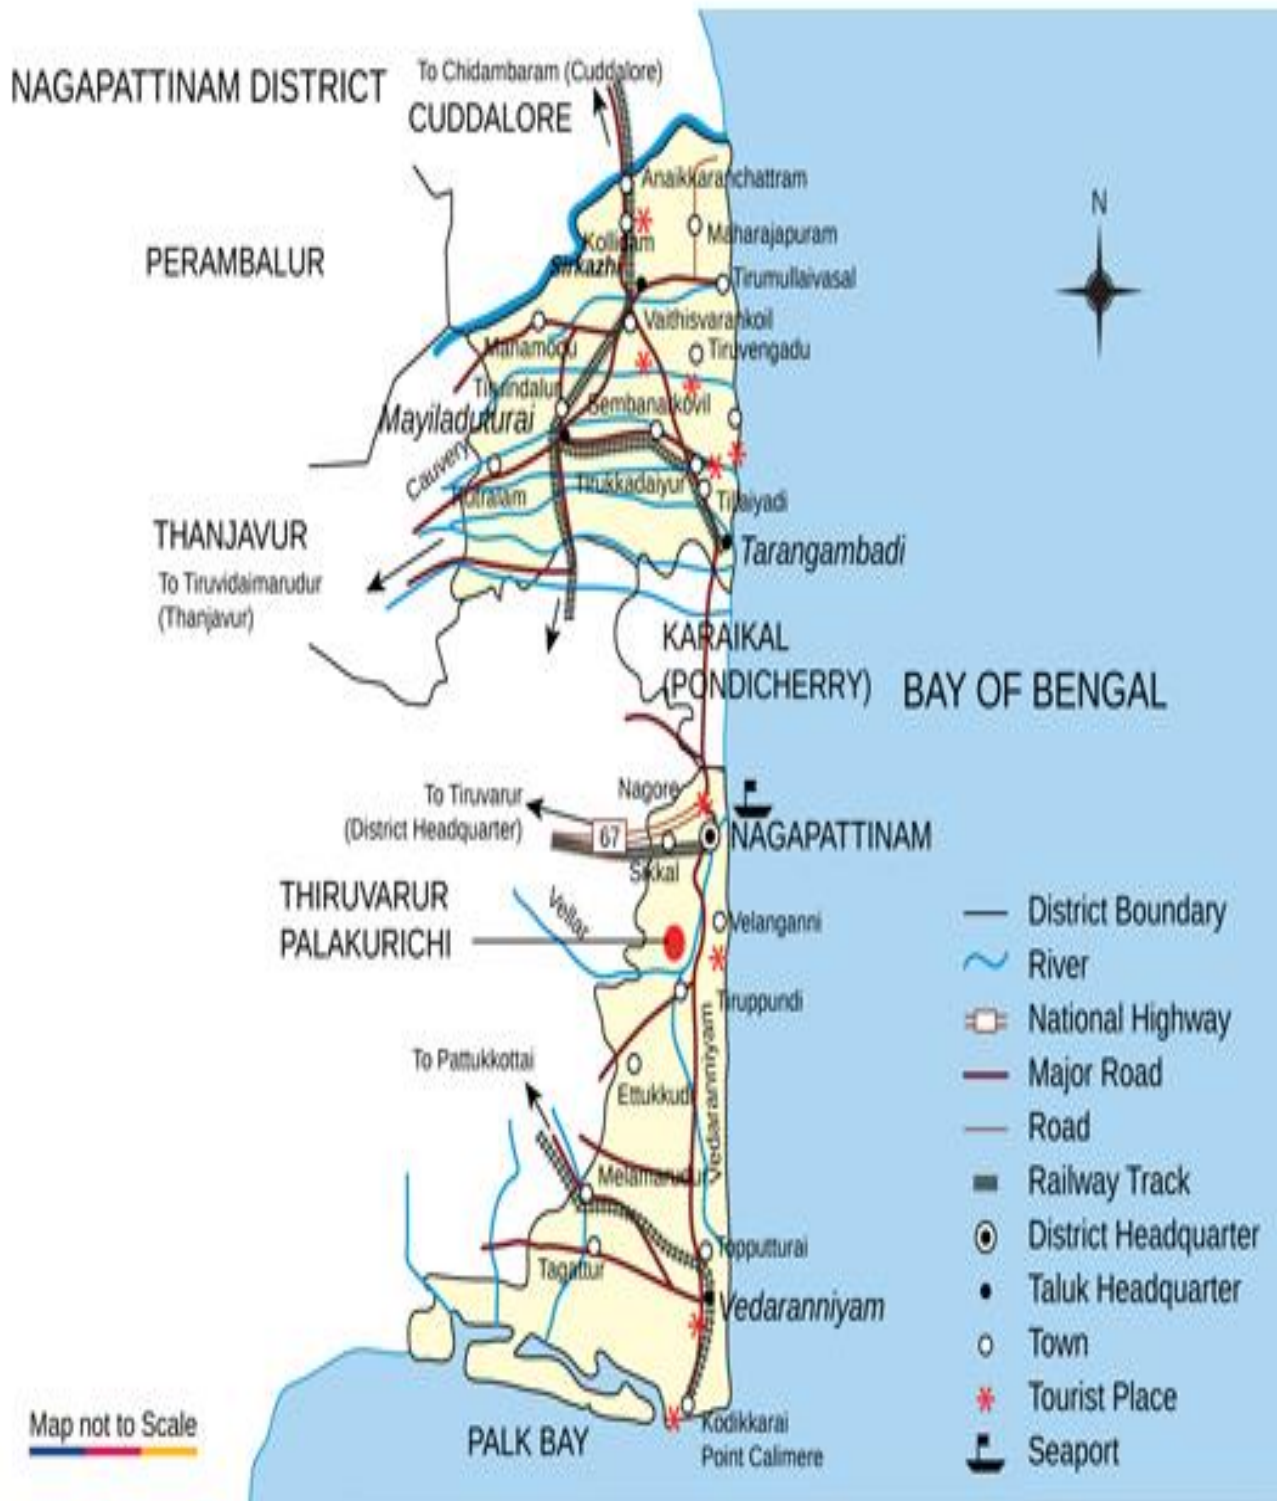 NAGAPATTINAM DISTRICT
To Chidambaram (Cuddalore)
CUDDALORE
Anaikkaranchattram
PERAMBALUR
Kollidam
Maharajapuram
N
Sirkazhi
Tirumullaivasal
Vaithisvarankoil
Manamodu
Tiruvengadu
Tiruindalur
Sembanarkovil
Mayiladuturai
Cauvery
Kutralam
Tirukkadaiyur
Tillaiyadi
THANJAVUR
Tarangambadi
To Tiruvidaimarudur
(Thanjavur)
KARAIKAL
(PONDICHERRY)
BAY OF BENGAL
Nagore
To Tiruvarur
(District Headquarter)
67
NAGAPATTINAM
Sikkal
THIRUVARUR
PALAKURICHI
Vellar
Velanganni
Tiruppundi
Vedaranniyam
To Pattukkottai
Ettukkudi
Melamarudur
Topputturai
Tagattur
Vedaranniyam
Kodikkarai
Point Calimere
PALK BAY
Map not to Scale
District Boundary
River
National Highway
Major Road
Road
Railway Track
District Headquarter
Taluk Headquarter
Town
Tourist Place
Seaport